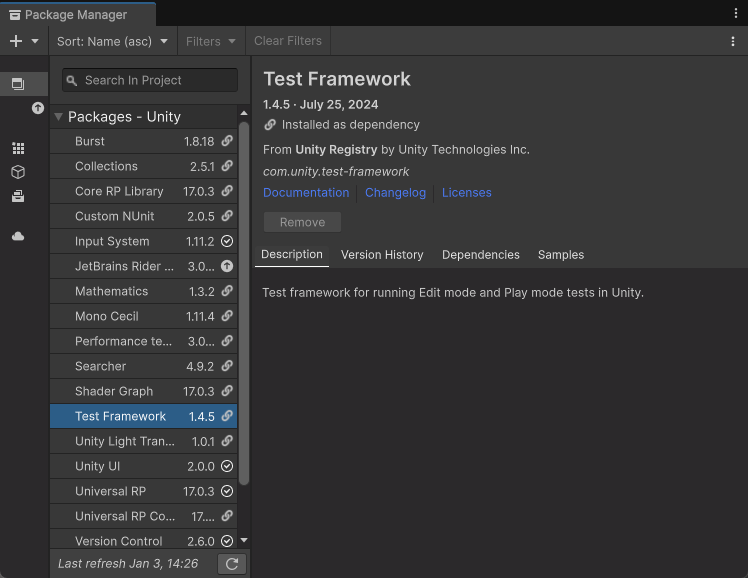 Package Manager
Sort: Name (asc)
Filters
Clear Filters
Search In Project
Packages - Unity
Burst 1.8.18
Collections 2.5.1
Core RP Library 17.0.3
Custom NUnit 2.0.5
Input System 1.11.2
JetBrains Rider ... 3.0...
Mathematics 1.3.2
Mono Cecil 1.11.4
Performance te... 3.0...
Searcher 4.9.2
Shader Graph 17.0.3
Test Framework 1.4.5
Unity Light Tran... 1.0.1
Unity UI 2.0.0
Universal RP 17.0.3
Universal RP Co... 17....
Version Control 2.6.0
Last refresh Jan 3, 14:26
Test Framework
1.4.5 · July 25, 2024
Installed as dependency
From Unity Registry by Unity Technologies Inc.
com.unity.test-framework
Documentation Changelog Licenses
Remove
Description Version History Dependencies Samples
Test framework for running Edit mode and Play mode tests in Unity.